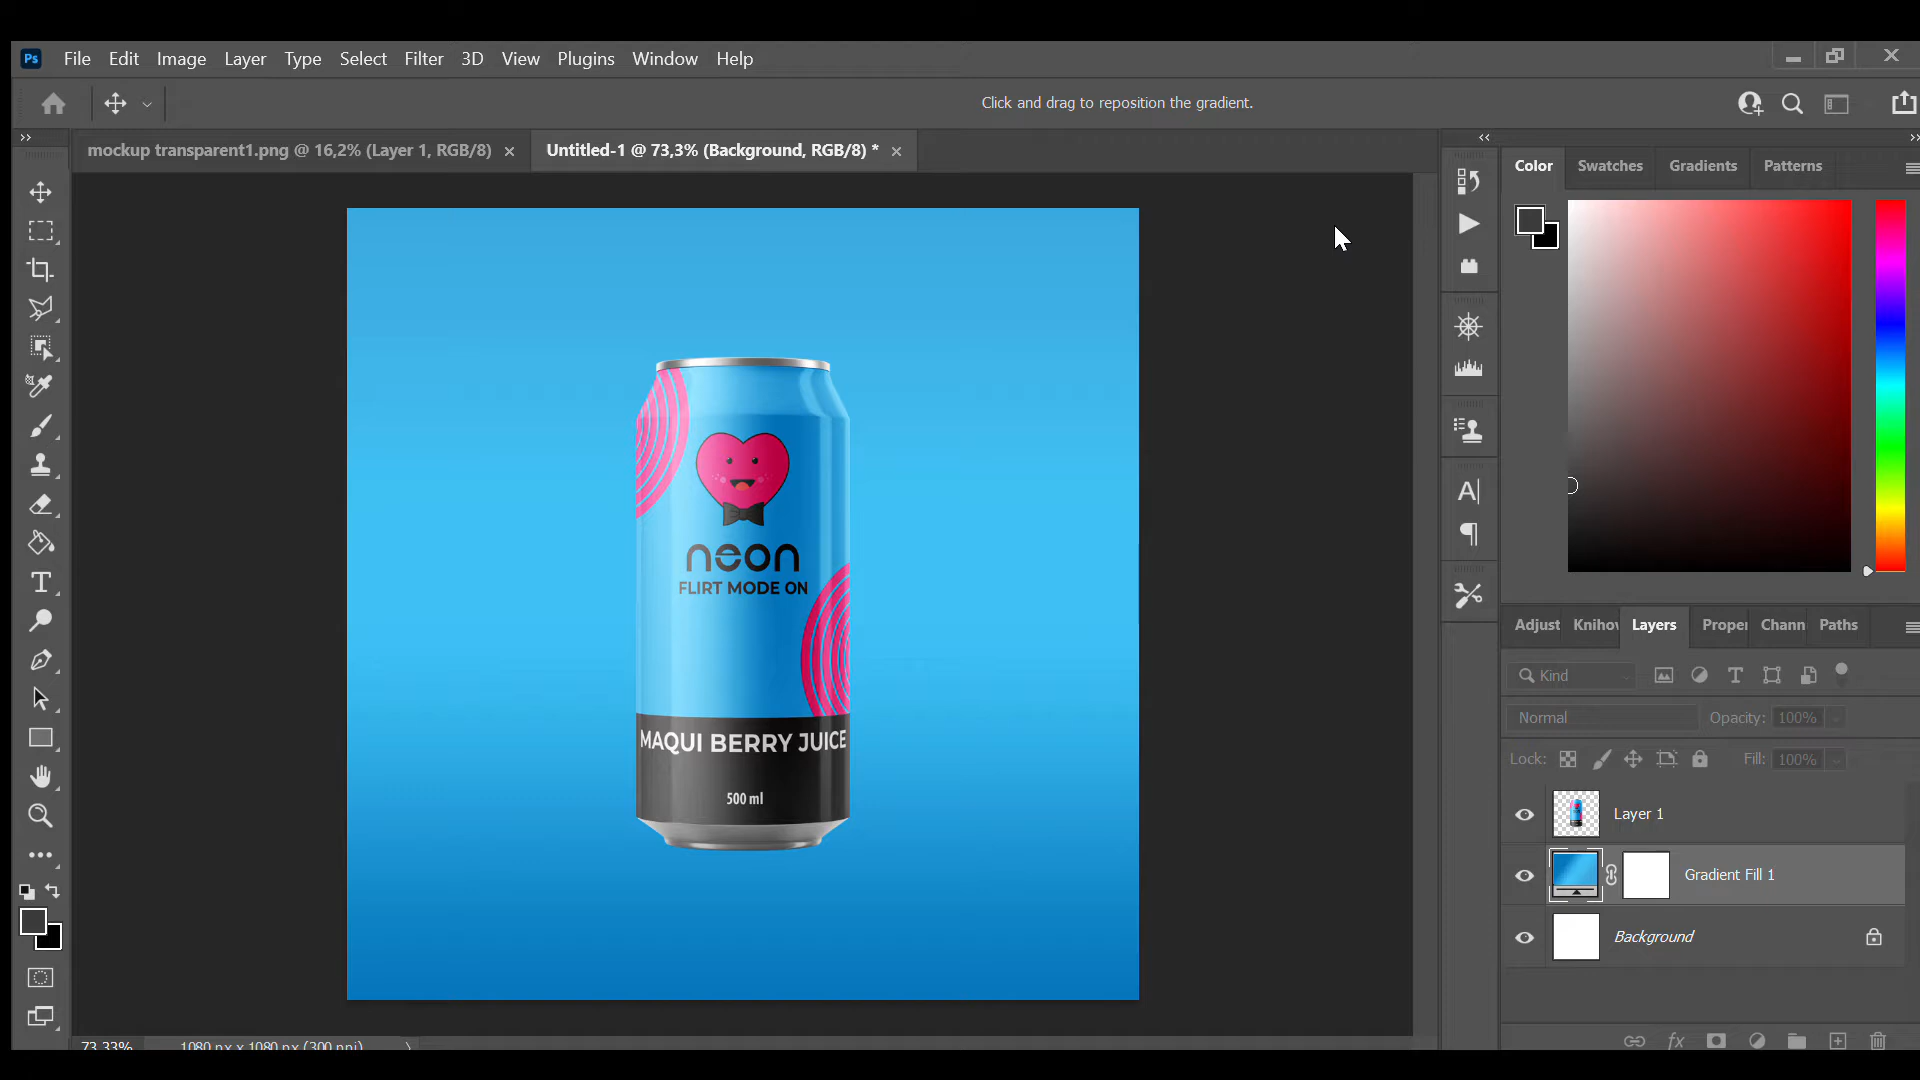 Ps File Edit Image Layer Type Select Filter 3D View Plugins Window Help
Click and drag to reposition the gradient.
mockup transparent1.png @ 16,2% (Layer 1, RGB/8) × Untitled-1 @ 73,3% (Background, RGB/8) * ×
Color Swatches Gradients Patterns
neon
FLIRT MODE ON
MAQUI BERRY JUICE
500 ml
Adjust Knihov Layers Proper Chann Paths
Kind
Normal Opacity: 100%
Lock: Fill: 100%
Layer 1
Gradient Fill 1
Background
fx
73,33% 1080 px x 1080 px (300 ppi)